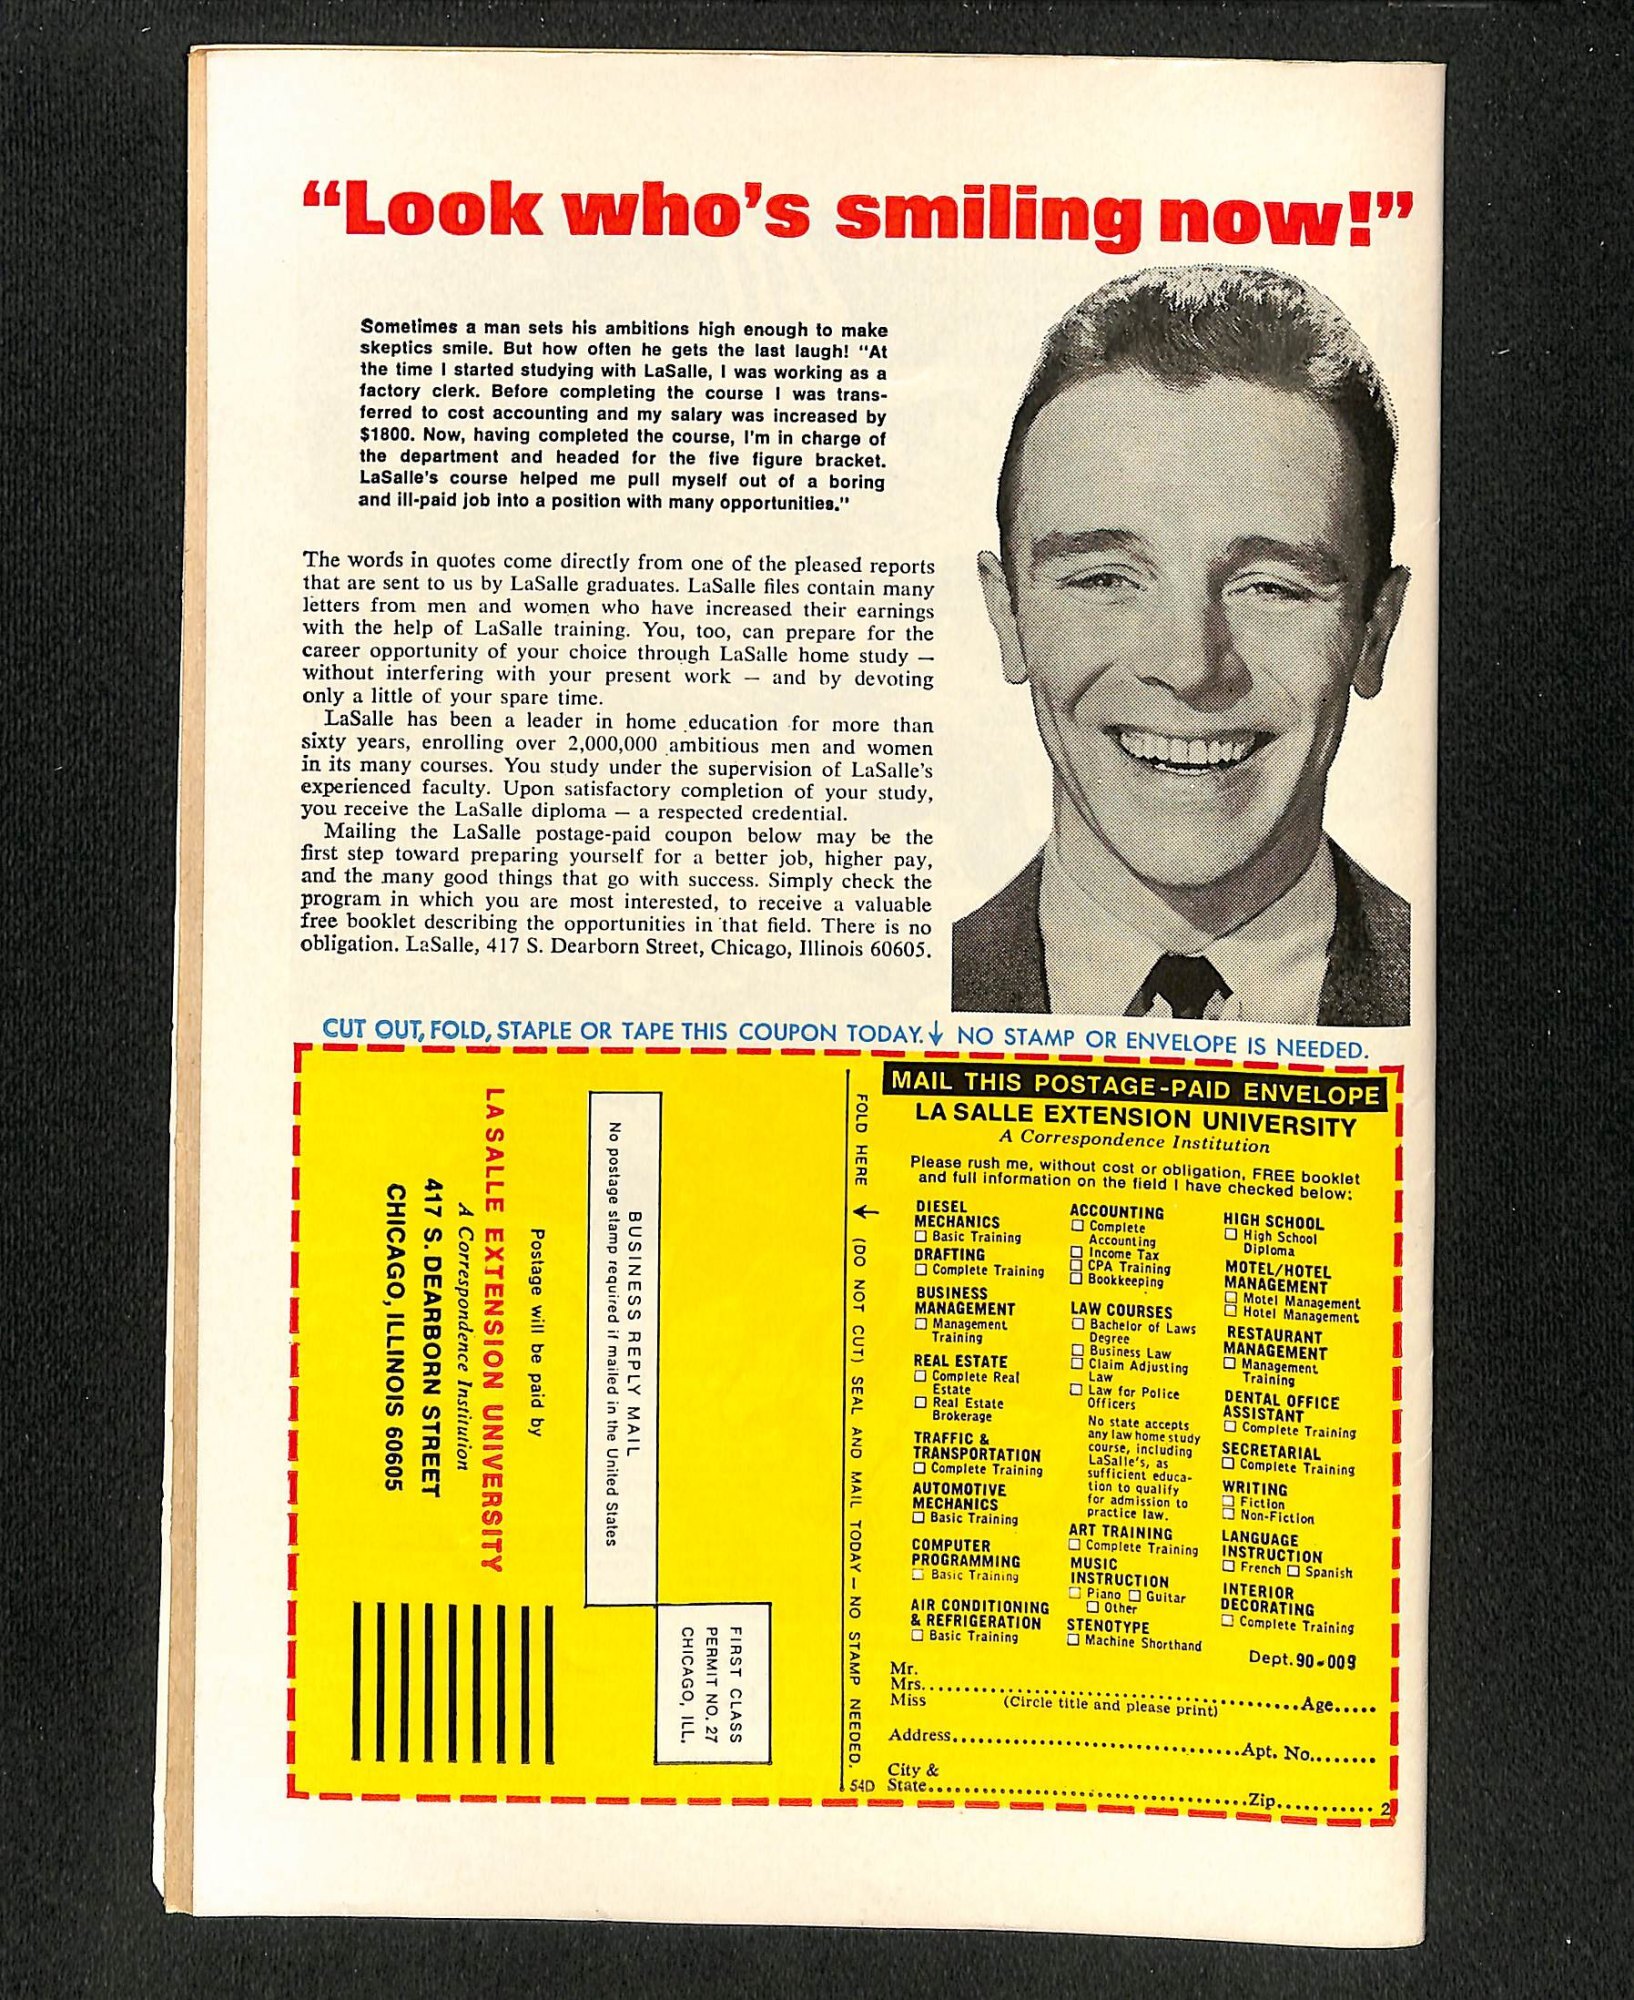 “Look who's smiling now!”
Sometimes a man sets his ambitions high enough to make
skeptics smile. But how often he gets the last laugh! "At
the time I started studying with LaSalle, I was working as a
factory clerk. Before completing the course I was trans-
ferred to cost accounting and my salary was increased by
$1800. Now, having completed the course, I'm in charge of
the department and headed for the five figure bracket.
LaSalle's course helped me pull myself out of a boring
and ill-paid job into a position with many opportunities."
The words in quotes come directly from one of the pleased reports
that are sent to us by LaSalle graduates. LaSalle files contain many
letters from men and women who have increased their earnings
with the help of LaSalle training. You, too, can prepare for the
career opportunity of your choice through LaSalle home study —
without interfering with your present work — and by devoting
only a little of your spare time.
LaSalle has been a leader in home education for more than
sixty years, enrolling over 2,000,000 ambitious men and women
in its many courses. You study under the supervision of LaSalle's
experienced faculty. Upon satisfactory completion of your study,
you receive the LaSalle diploma — a respected credential.
Mailing the LaSalle postage-paid coupon below may be the
first step toward preparing yourself for a better job, higher pay,
and the many good things that go with success. Simply check the
program in which you are most interested, to receive a valuable
free booklet describing the opportunities in that field. There is no
obligation. LaSalle, 417 S. Dearborn Street, Chicago, Illinois 60605.
CUT OUT, FOLD, STAPLE OR TAPE THIS COUPON TODAY.↓ NO STAMP OR ENVELOPE IS NEEDED.
FIRST CLASS
PERMIT NO. 27
CHICAGO, ILL.
BUSINESS REPLY MAIL
No postage stamp required if mailed in the United States
Postage will be paid by
LA SALLE EXTENSION UNIVERSITY
A Correspondence Institution
417 S. DEARBORN STREET
CHICAGO, ILLINOIS 60605
FOLD HERE ↓ (DO NOT CUT) SEAL AND MAIL TODAY — NO STAMP NEEDED.
54D
MAIL THIS POSTAGE-PAID ENVELOPE
LA SALLE EXTENSION UNIVERSITY
A Correspondence Institution
Please rush me, without cost or obligation, FREE booklet
and full information on the field I have checked below:
DIESEL
MECHANICS
☐ Basic Training
DRAFTING
☐ Complete Training
BUSINESS
MANAGEMENT
☐ Management
Training
REAL ESTATE
☐ Complete Real
Estate
☐ Real Estate
Brokerage
TRAFFIC &
TRANSPORTATION
☐ Complete Training
AUTOMOTIVE
MECHANICS
☐ Basic Training
COMPUTER
PROGRAMMING
☐ Basic Training
AIR CONDITIONING
& REFRIGERATION
☐ Basic Training
ACCOUNTING
☐ Complete
Accounting
☐ Income Tax
☐ CPA Training
☐ Bookkeeping
LAW COURSES
☐ Bachelor of Laws
Degree
☐ Business Law
☐ Claim Adjusting
Law
☐ Law for Police
Officers
No state accepts
any law home study
course, including
LaSalle's, as
sufficient educa-
tion to qualify
for admission to
practice law.
ART TRAINING
☐ Complete Training
MUSIC
INSTRUCTION
☐ Piano ☐ Guitar
☐ Other
STENOTYPE
☐ Machine Shorthand
HIGH SCHOOL
☐ High School
Diploma
MOTEL/HOTEL
MANAGEMENT
☐ Motel Management
☐ Hotel Management
RESTAURANT
MANAGEMENT
☐ Management
Training
DENTAL OFFICE
ASSISTANT
☐ Complete Training
SECRETARIAL
☐ Complete Training
WRITING
☐ Fiction
☐ Non-Fiction
LANGUAGE
INSTRUCTION
☐ French ☐ Spanish
INTERIOR
DECORATING
☐ Complete Training
Dept. 90-009
Mr.
Mrs.....Age.....
Miss (Circle title and please print)
Address.....Apt. No.....
City &
State.....Zip..... 2